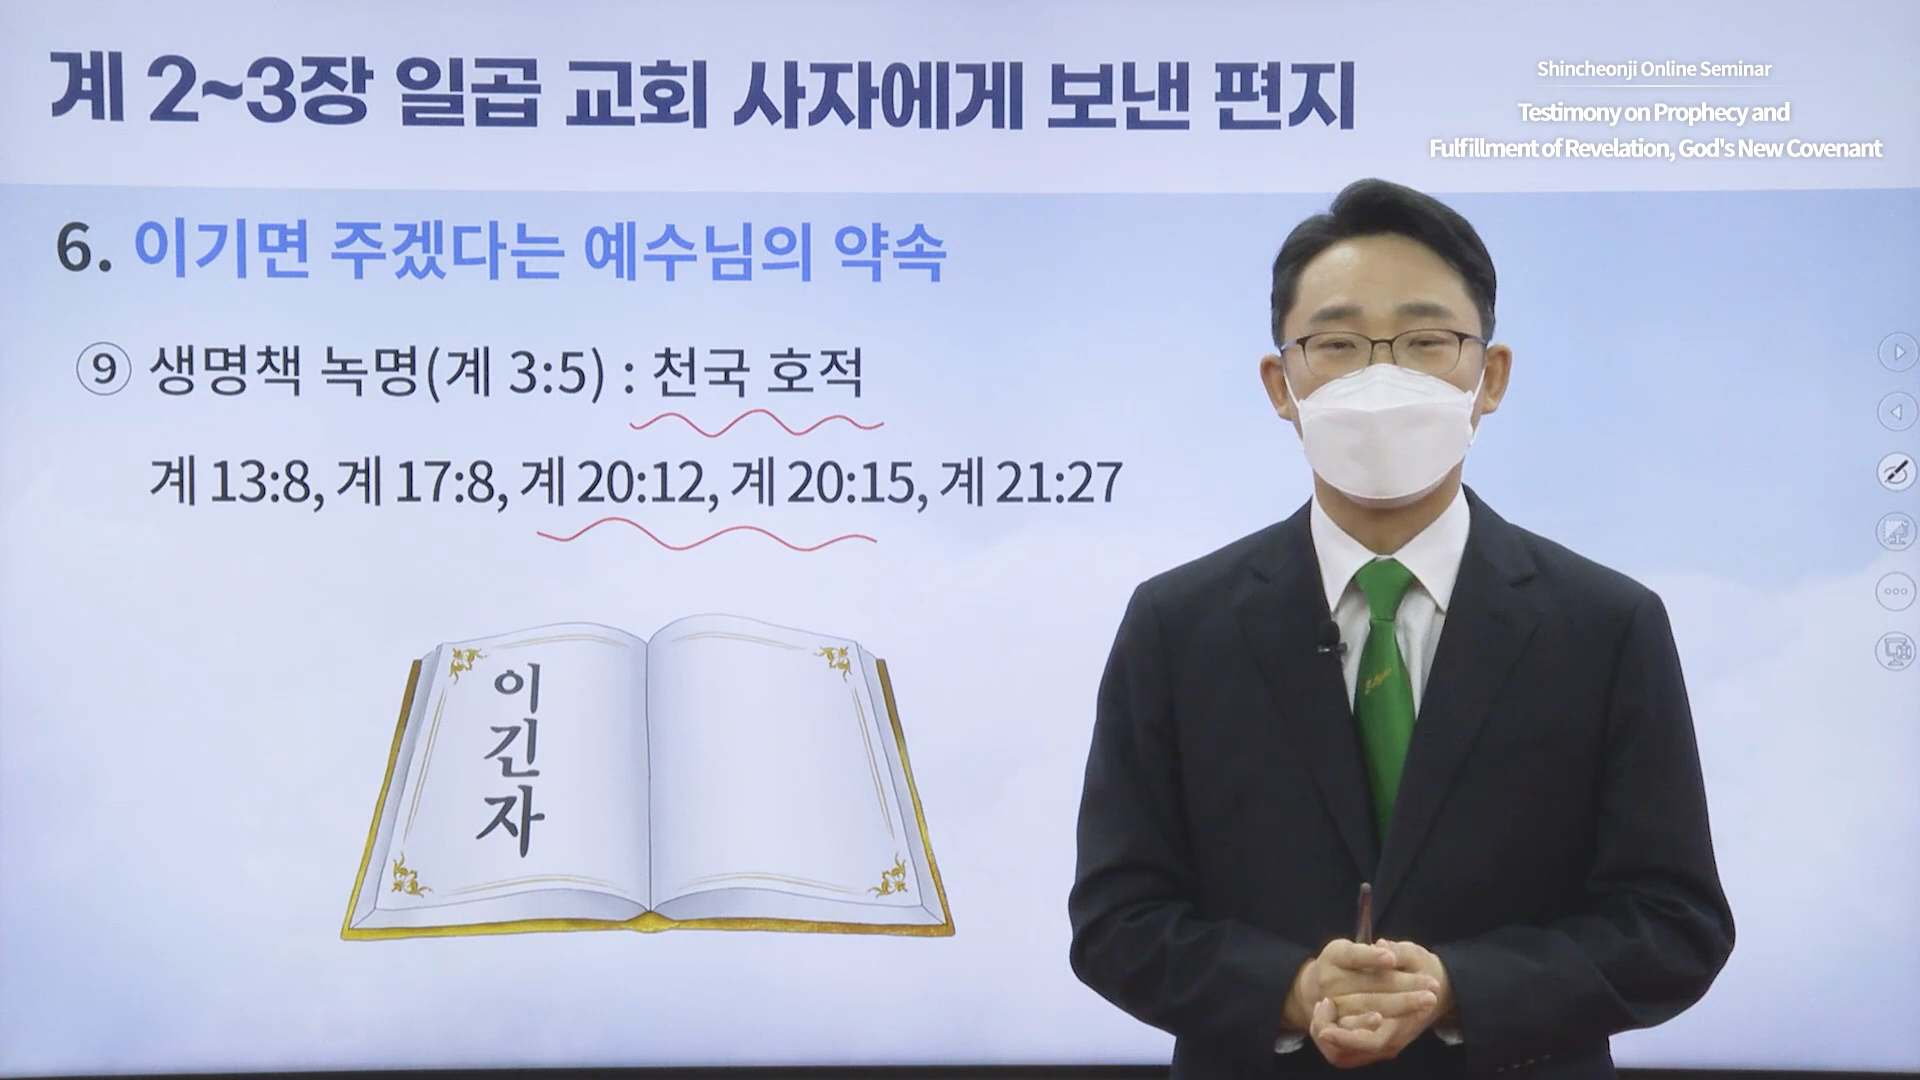 계 2~3장 일곱 교회 사자에게 보낸 편지
Shincheonji Online Seminar
Testimony on Prophecy and
Fulfillment of Revelation, God's New Covenant
6. 이기면 주겠다는 예수님의 약속
⑨ 생명책 녹명(계 3:5) : 천국 호적
계 13:8, 계 17:8, 계 20:12, 계 20:15, 계 21:27
이긴자